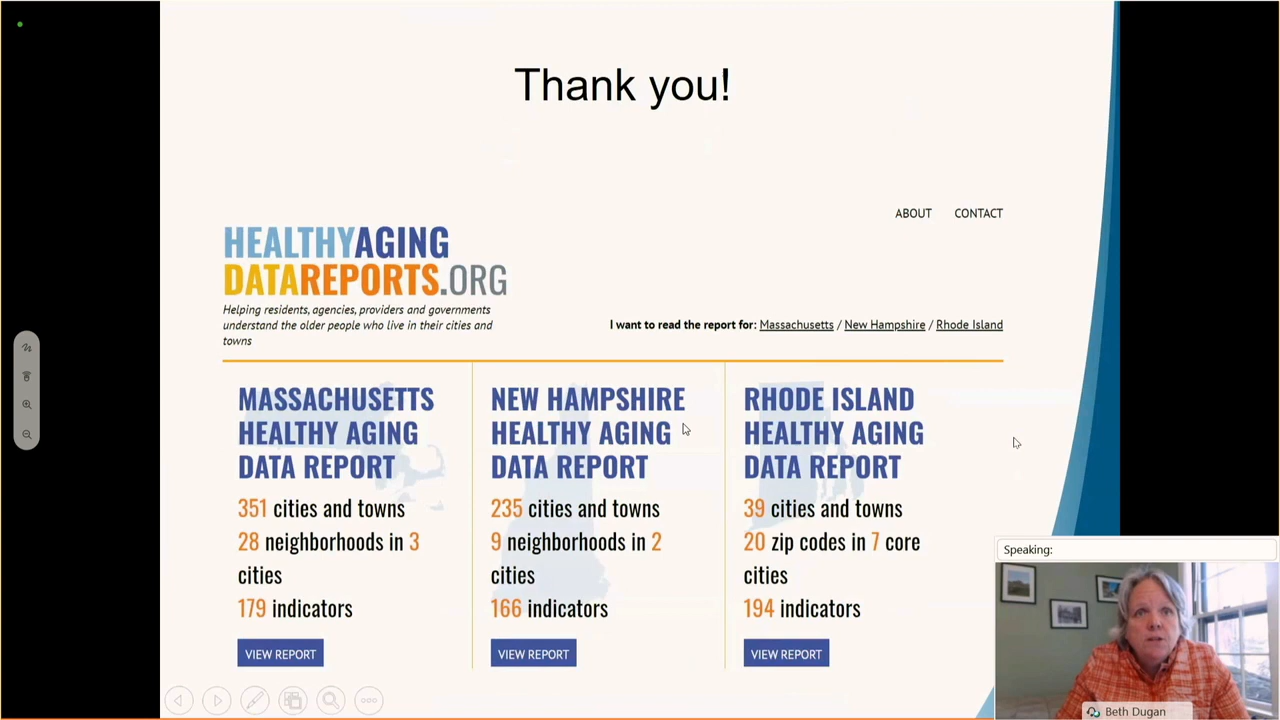 Thank you!
ABOUT CONTACT
HEALTHYAGING
DATAREPORTS.ORG
Helping residents, agencies, providers and governments
understand the older people who live in their cities and
towns
I want to read the report for: Massachusetts / New Hampshire / Rhode Island
MASSACHUSETTS
HEALTHY AGING
DATA REPORT
351 cities and towns
28 neighborhoods in 3
cities
179 indicators
VIEW REPORT
NEW HAMPSHIRE
HEALTHY AGING
DATA REPORT
235 cities and towns
9 neighborhoods in 2
cities
166 indicators
VIEW REPORT
RHODE ISLAND
HEALTHY AGING
DATA REPORT
39 cities and towns
20 zip codes in 7 core
cities
194 indicators
VIEW REPORT
Speaking:
Beth Dugan